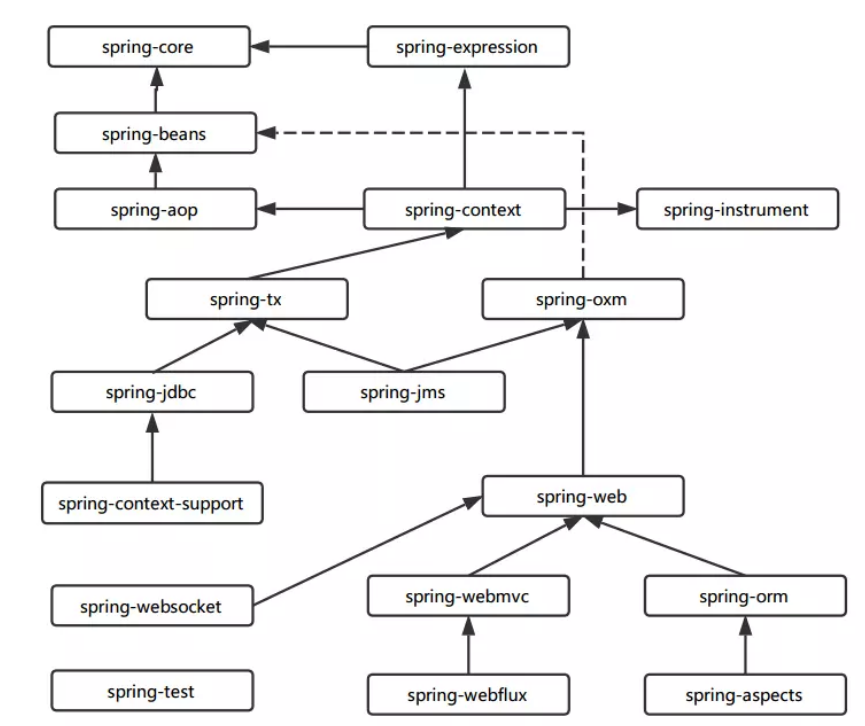 spring-core
spring-expression
spring-beans
spring-aop
spring-context
spring-instrument
spring-tx
spring-oxm
spring-jdbc
spring-jms
spring-context-support
spring-web
spring-websocket
spring-webmvc
spring-orm
spring-test
spring-webflux
spring-aspects